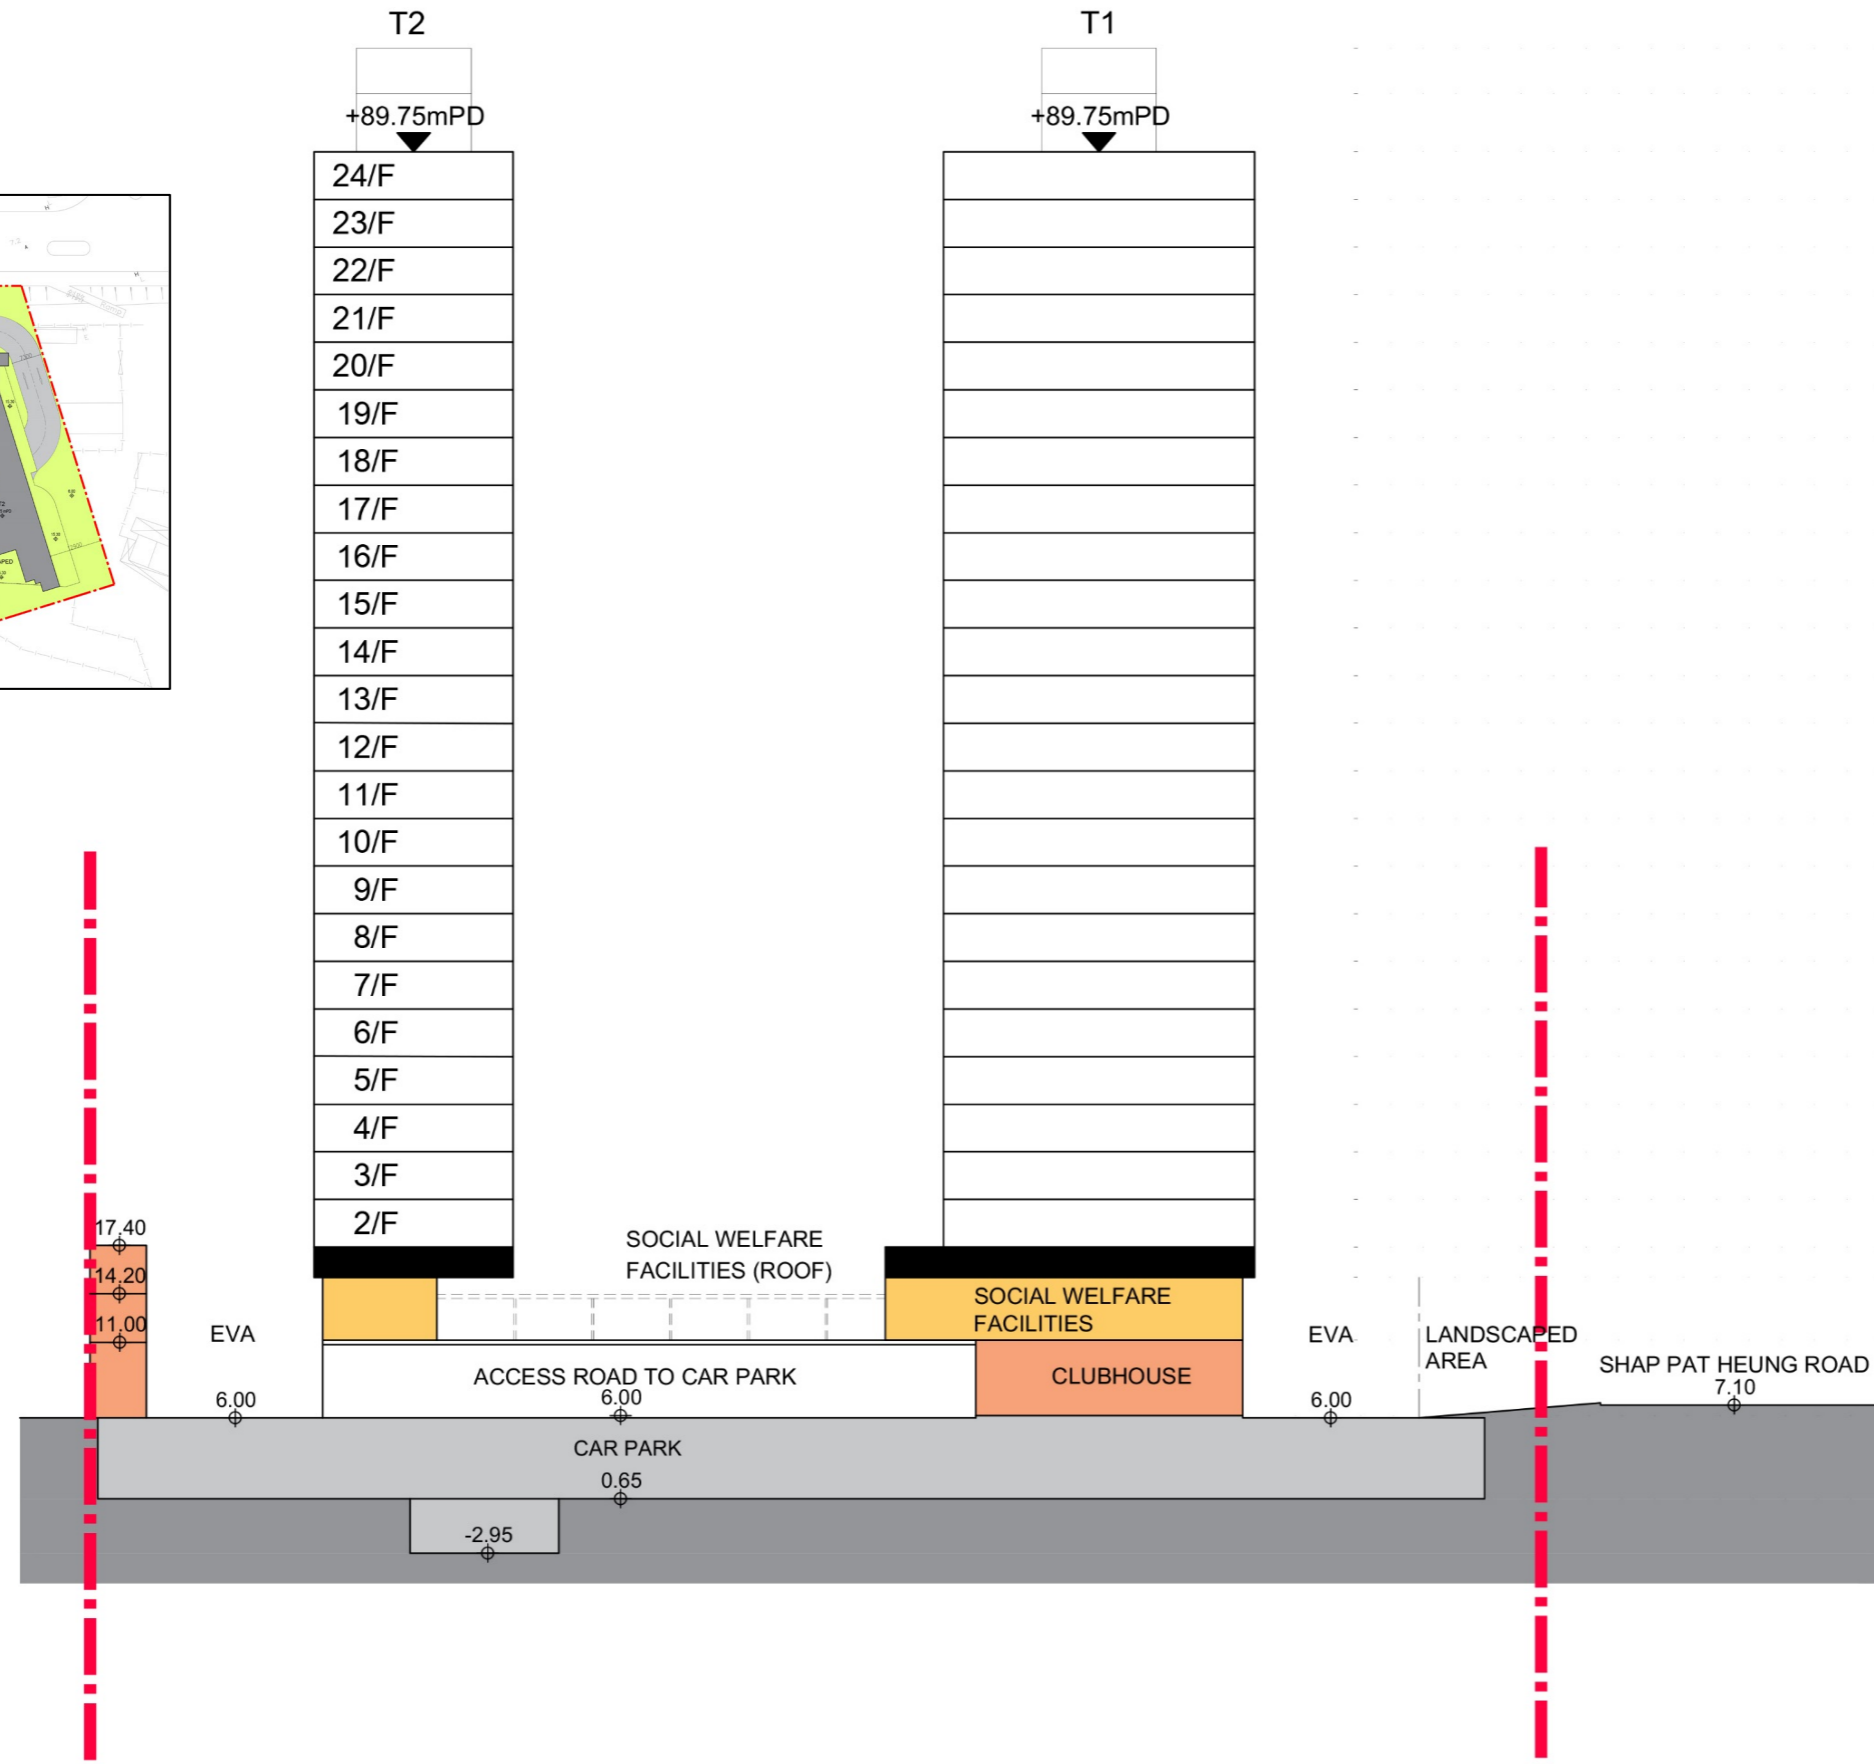 T2
T1
+89.75mPD
+89.75mPD
24/F
23/F
22/F
21/F
20/F
19/F
18/F
17/F
16/F
15/F
14/F
13/F
12/F
11/F
10/F
9/F
8/F
7/F
6/F
5/F
4/F
3/F
2/F
17.40
14.20
11.00
EVA
6.00
SOCIAL WELFARE
FACILITIES (ROOF)
SOCIAL WELFARE
FACILITIES
ACCESS ROAD TO CAR PARK
6.00
CLUBHOUSE
EVA
6.00
LANDSCAPED
AREA
SHAP PAT HEUNG ROAD
7.10
CAR PARK
0.65
-2.95